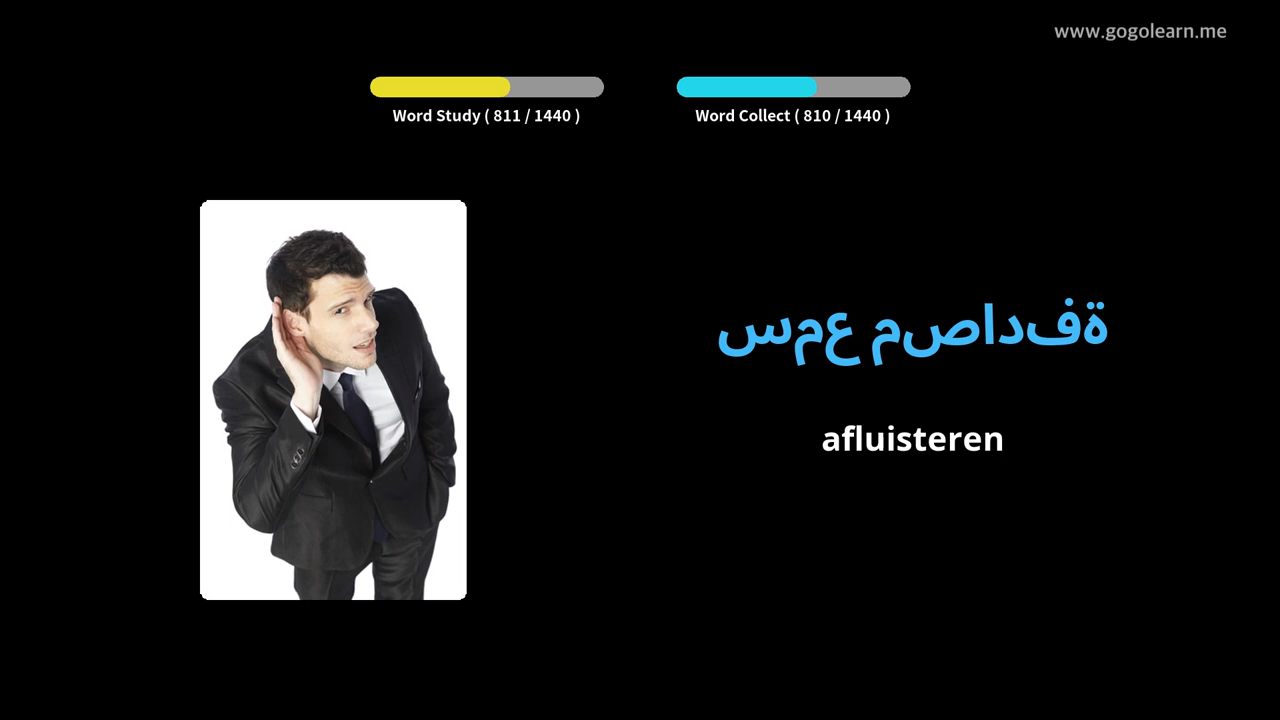 www.gogolearn.me
Word Study ( 811 / 1440 )
Word Collect ( 810 / 1440 )
سمع مصادفة
afluisteren